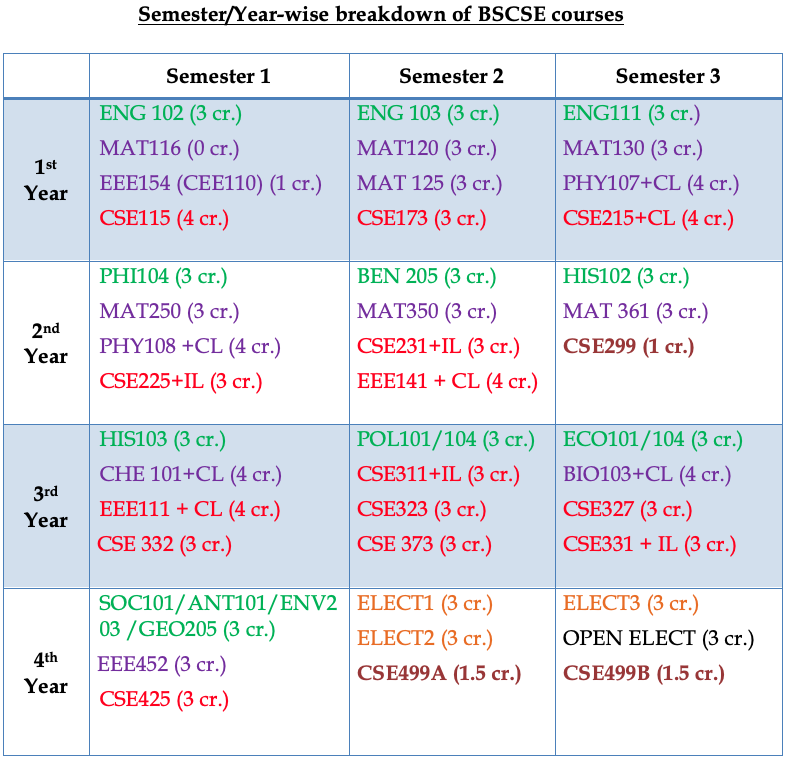 Semester/Year-wise breakdown of BSCSE courses
Semester 1
Semester 2
Semester 3
1st
Year
ENG 102 (3 cr.)
MAT116 (0 cr.)
EEE154 (CEE110) (1 cr.)
CSE115 (4 cr.)
ENG 103 (3 cr.)
MAT120 (3 cr.)
MAT 125 (3 cr.)
CSE173 (3 cr.)
ENG111 (3 cr.)
MAT130 (3 cr.)
PHY107+CL (4 cr.)
CSE215+CL (4 cr.)
2nd
Year
PHI104 (3 cr.)
MAT250 (3 cr.)
PHY108 +CL (4 cr.)
CSE225+IL (3 cr.)
BEN 205 (3 cr.)
MAT350 (3 cr.)
CSE231+IL (3 cr.)
EEE141 + CL (4 cr.)
HIS102 (3 cr.)
MAT 361 (3 cr.)
CSE299 (1 cr.)
3rd
Year
HIS103 (3 cr.)
CHE 101+CL (4 cr.)
EEE111 + CL (4 cr.)
CSE 332 (3 cr.)
POL101/104 (3 cr.)
CSE311+IL (3 cr.)
CSE323 (3 cr.)
CSE 373 (3 cr.)
ECO101/104 (3 cr.)
BIO103+CL (4 cr.)
CSE327 (3 cr.)
CSE331 + IL (3 cr.)
4th
Year
SOC101/ANT101/ENV2
03 /GEO205 (3 cr.)
EEE452 (3 cr.)
CSE425 (3 cr.)
ELECT1 (3 cr.)
ELECT2 (3 cr.)
CSE499A (1.5 cr.)
ELECT3 (3 cr.)
OPEN ELECT (3 cr.)
CSE499B (1.5 cr.)